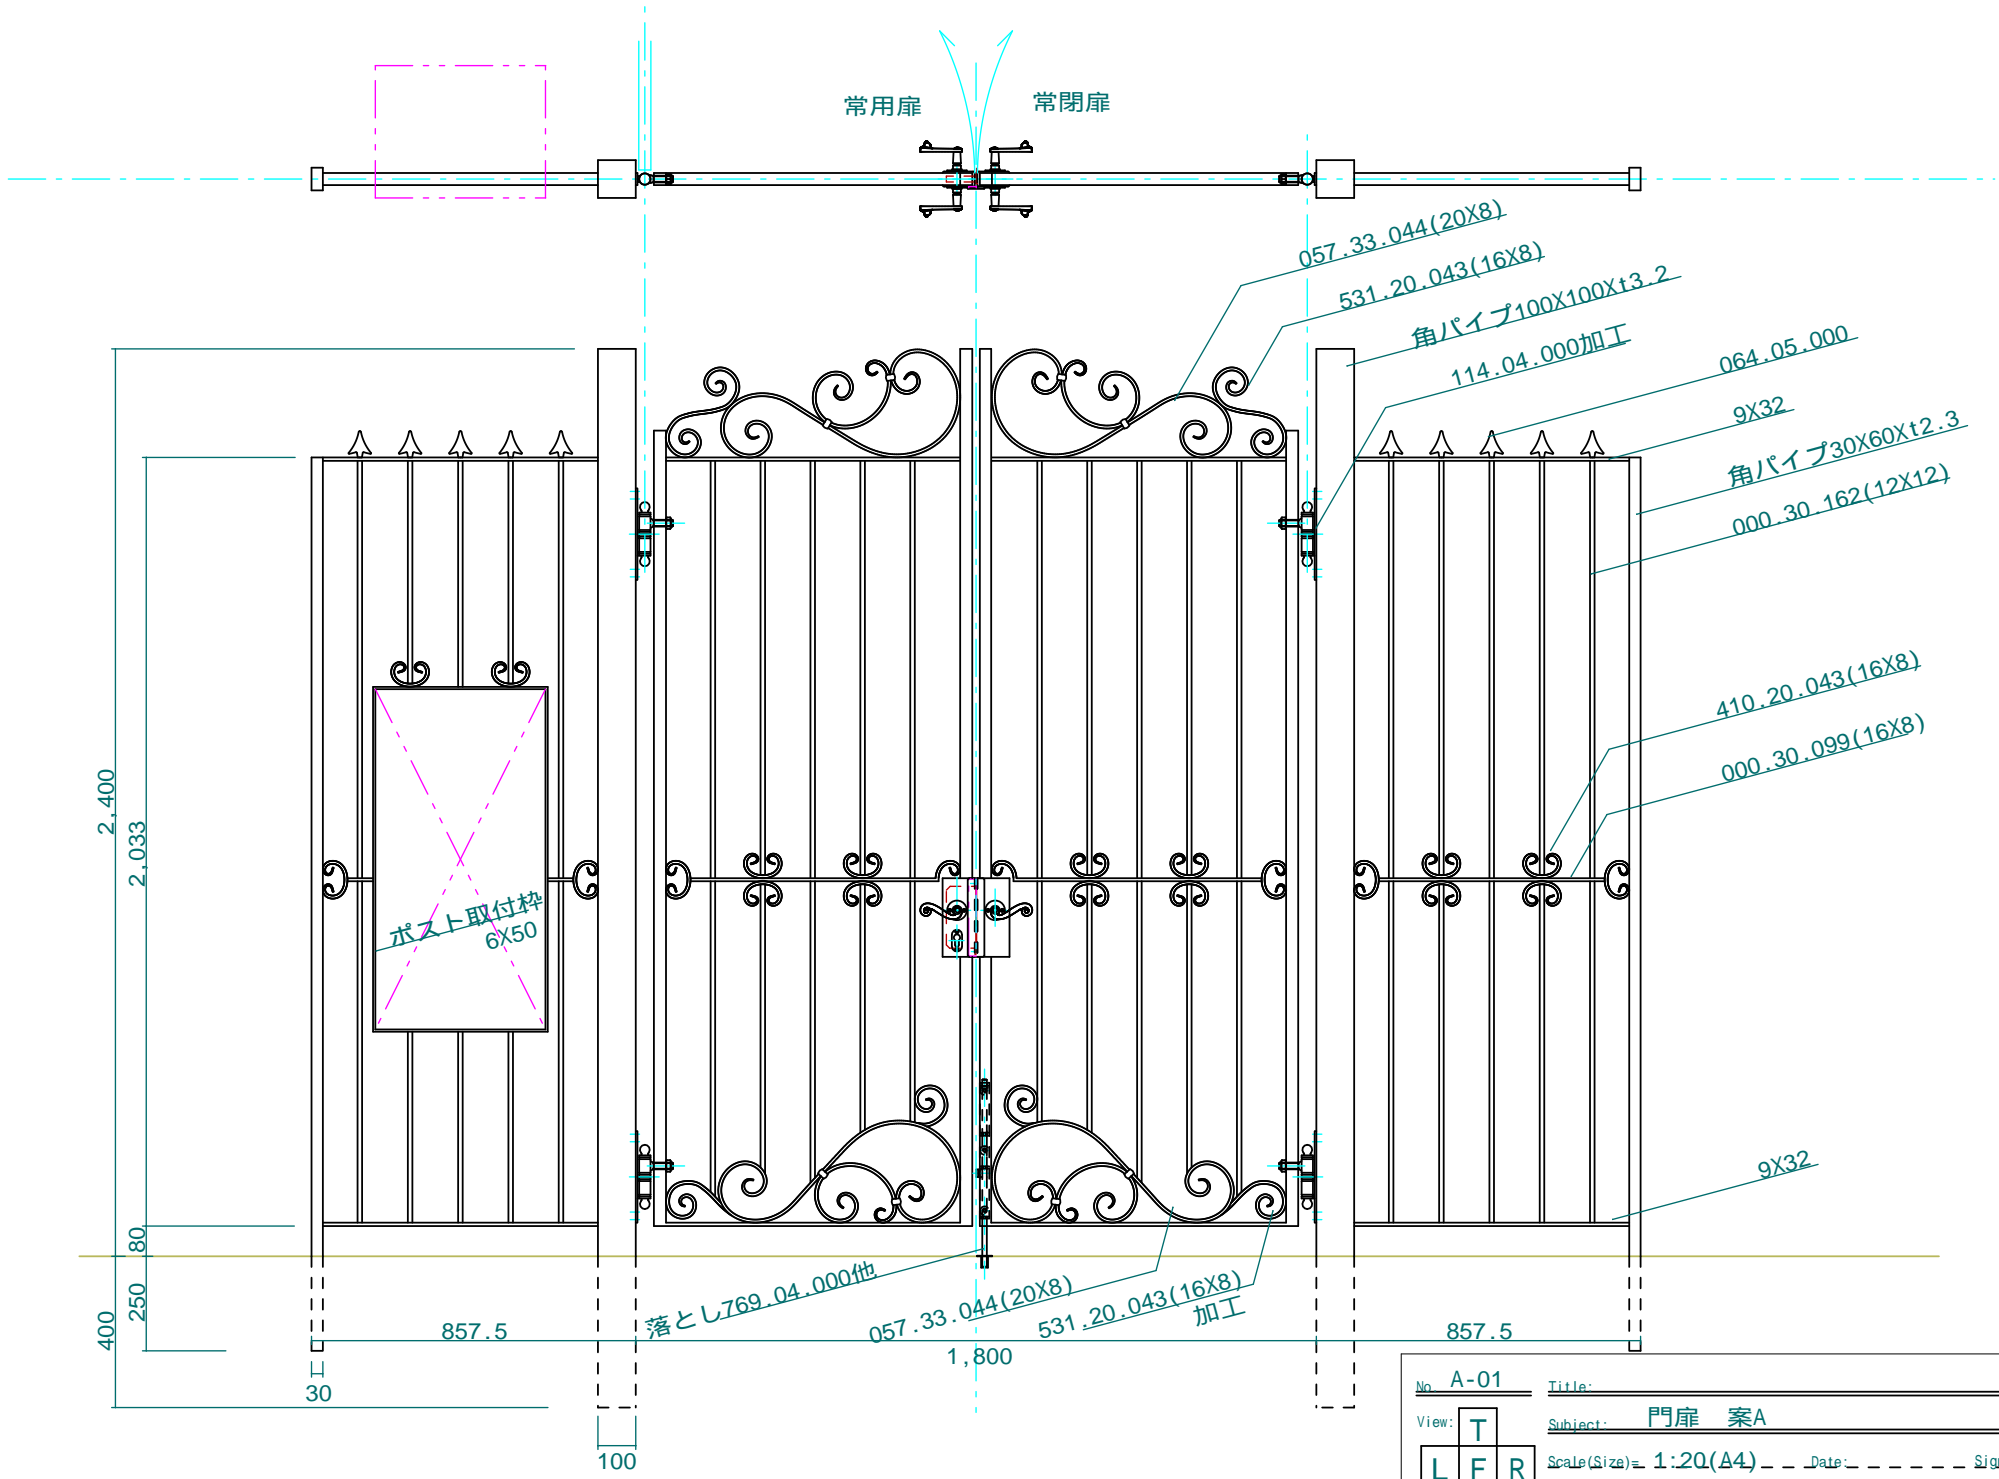 常用扉
常閉扉
057.33.044(20X8)
531.20.043(16X8)
角パイプ100X100Xt3.2
114.04.000加工
064.05.000
9X32
角パイプ30X60Xt2.3
000.30.162(12X12)
410.20.043(16X8)
000.30.099(16X8)
2,400
2,033
ポスト取付枠
6X50
9X32
80
250
400
落とし769.04.000他
057.33.044(20X8)
531.20.043(16X8)
加工
857.5
1,800
857.5
30
100
No. A-01
Title:
View:
T
L F R
Subject: 門扉 案A
Scale(Size)= 1:20(A4)
Date:
Sign